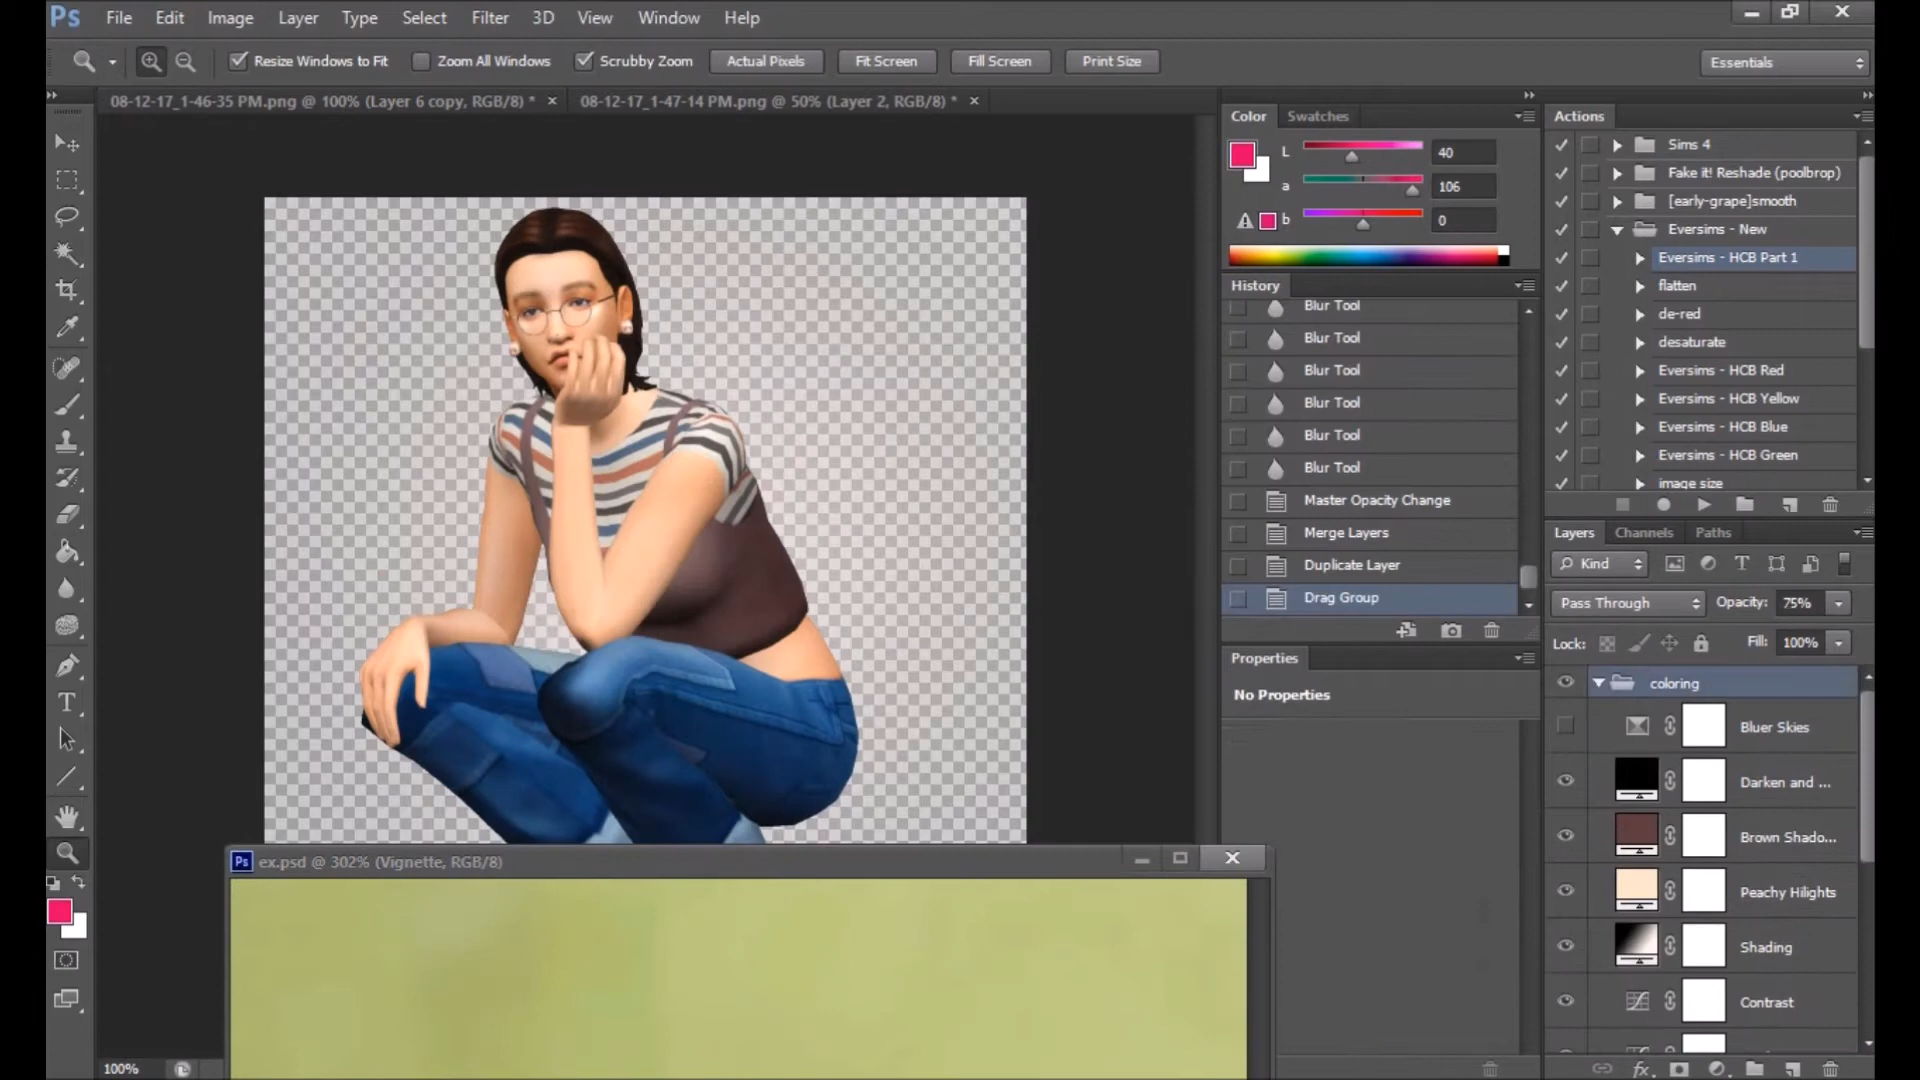 Ps File Edit Image Layer Type Select Filter 3D View Window Help
Resize Windows to Fit Zoom All Windows Scrubby Zoom Actual Pixels Fit Screen Fill Screen Print Size Essentials
08-12-17_1-46-35 PM.png @ 100% (Layer 6 copy, RGB/8) * 08-12-17_1-47-14 PM.png @ 50% (Layer 2, RGB/8) *
Color Swatches
L 40
a 106
b 0
History
Blur Tool
Blur Tool
Blur Tool
Blur Tool
Blur Tool
Blur Tool
Master Opacity Change
Merge Layers
Duplicate Layer
Drag Group
Properties
No Properties
Actions
Sims 4
Fake it! Reshade (poolbrop)
[early-grape]smooth
Eversims - New
Eversims - HCB Part 1
flatten
de-red
desaturate
Eversims - HCB Red
Eversims - HCB Yellow
Eversims - HCB Blue
Eversims - HCB Green
image size
Layers Channels Paths
Kind
Pass Through Opacity: 75%
Lock: Fill: 100%
coloring
Bluer Skies
Darken and ...
Brown Shado...
Peachy Hilights
Shading
Contrast
fx
Ps ex.psd @ 302% (Vignette, RGB/8)
100%